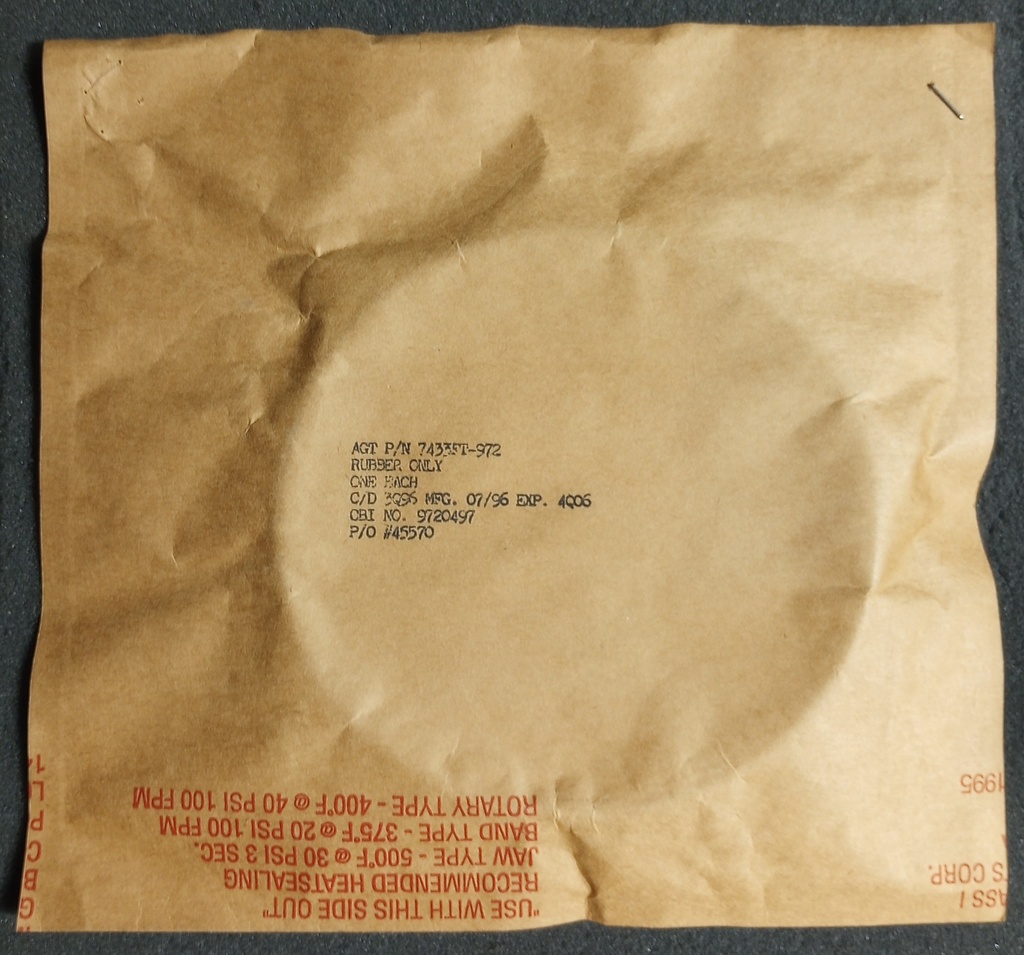 AGT P/N 74335T-972
RUBBER ONLY
ONE EACH
C/D 3Q96 MFG. 07/96 EXP. 4Q06
CBI NO. 9720497
P/O #45570
"USE WITH THIS SIDE OUT"
RECOMMENDED HEATSEALING
JAW TYPE - 500°F @ 30 PSI 3 SEC.
BAND TYPE - 375°F @ 20 PSI 100 FPM
ROTARY TYPE - 400°F @ 40 PSI 100 FPM
ASS I
'S CORP.
1995